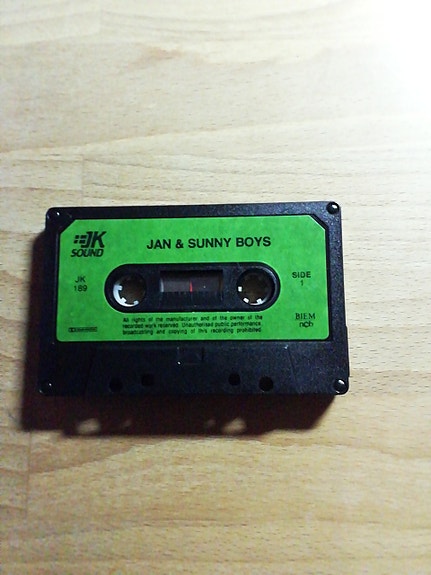 JK
SOUND
JAN & SUNNY BOYS
JK
189
SIDE
1
All rights of the manufacturer and of the owner of the
recorded work reserved. Unauthorised public performance,
broadcasting and copying of this recording prohibited.
BIEM
ncb